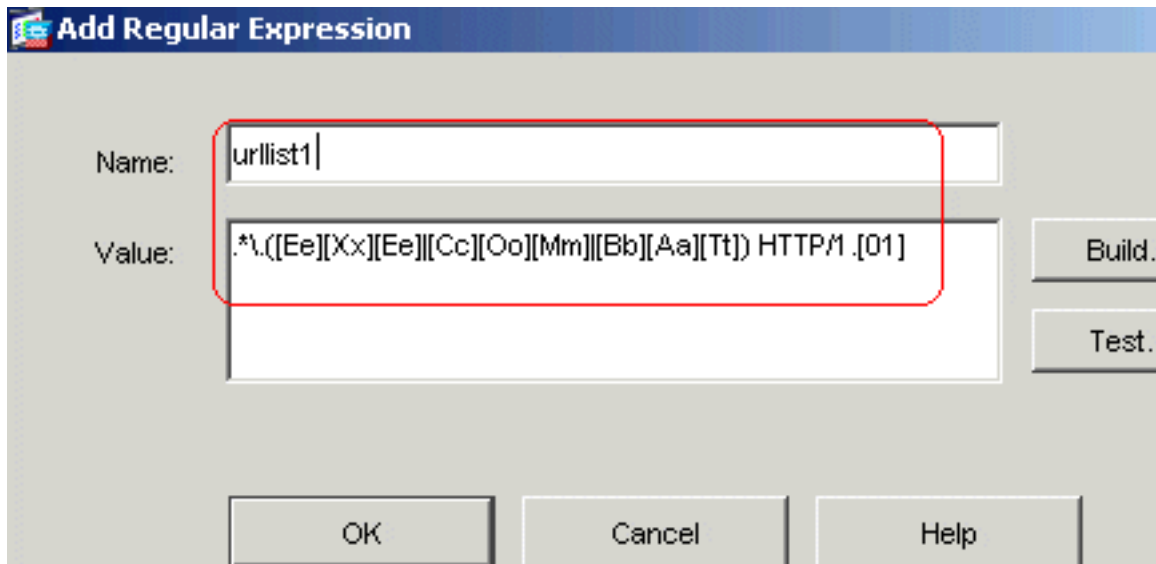 Add Regular Expression
Name:
urllist1
Value:
.*\.([Ee][Xx][Ee]|[Cc][Oo][Mm]|[Bb][Aa][Tt]) HTTP/1.[01]
Build.
Test.
OK
Cancel
Help